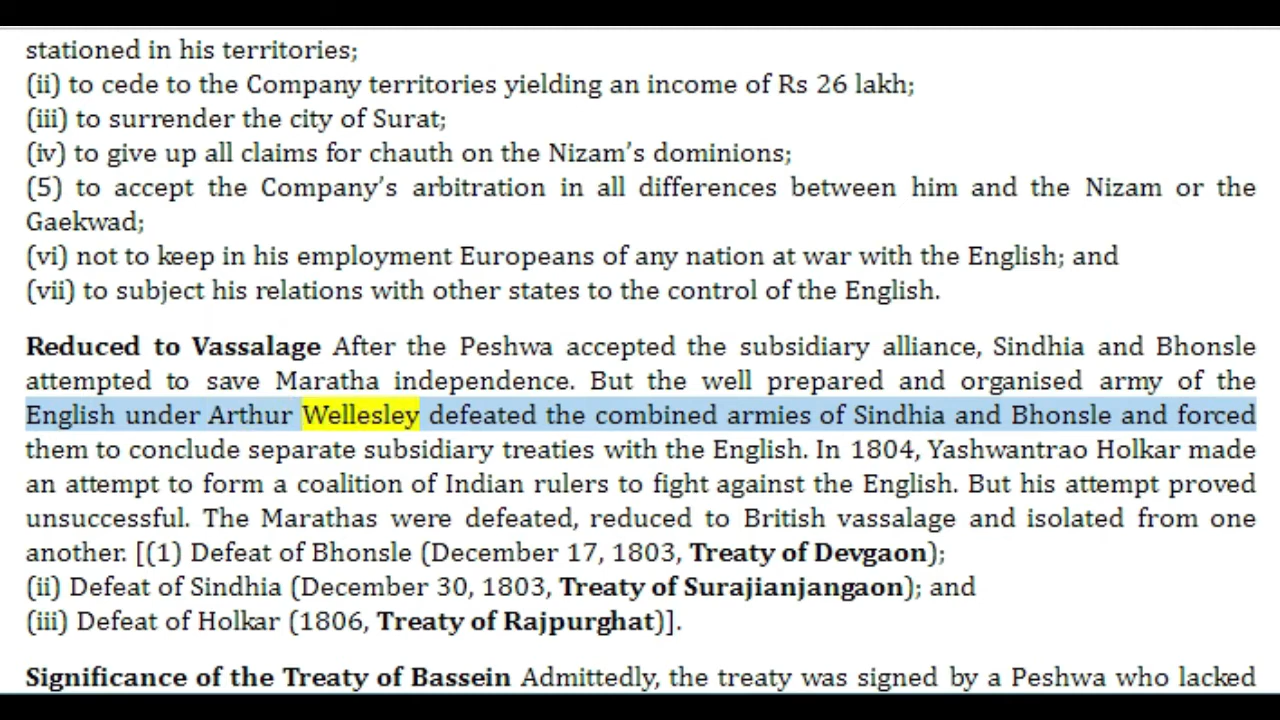 stationed in his territories;
(ii) to cede to the Company territories yielding an income of Rs 26 lakh;
(iii) to surrender the city of Surat;
(iv) to give up all claims for chauth on the Nizam’s dominions;
(5) to accept the Company’s arbitration in all differences between him and the Nizam or the
Gaekwad;
(vi) not to keep in his employment Europeans of any nation at war with the English; and
(vii) to subject his relations with other states to the control of the English.
Reduced to Vassalage After the Peshwa accepted the subsidiary alliance, Sindhia and Bhonsle
attempted to save Maratha independence. But the well prepared and organised army of the
English under Arthur Wellesley defeated the combined armies of Sindhia and Bhonsle and forced
them to conclude separate subsidiary treaties with the English. In 1804, Yashwantrao Holkar made
an attempt to form a coalition of Indian rulers to fight against the English. But his attempt proved
unsuccessful. The Marathas were defeated, reduced to British vassalage and isolated from one
another. [(1) Defeat of Bhonsle (December 17, 1803, Treaty of Devgaon);
(ii) Defeat of Sindhia (December 30, 1803, Treaty of Surajianjangaon); and
(iii) Defeat of Holkar (1806, Treaty of Rajpurghat)].
Significance of the Treaty of Bassein Admittedly, the treaty was signed by a Peshwa who lacked